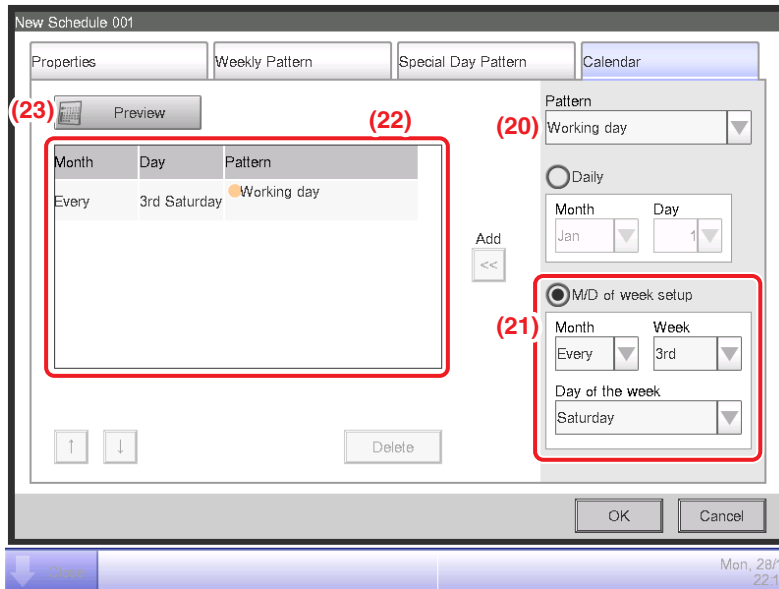 New Schedule 001
Properties
Weekly Pattern
Special Day Pattern
Calendar
(23)
Preview
(22)
Month Day Pattern
Every 3rd Saturday Working day
↑ ↓
Delete
Add
<<
(20)
Pattern
Working day
Daily
Month Day
Jan 1
(21)
M/D of week setup
Month Week
Every 3rd
Day of the week
Saturday
OK Cancel
Close
Mon, 28/1
22:1